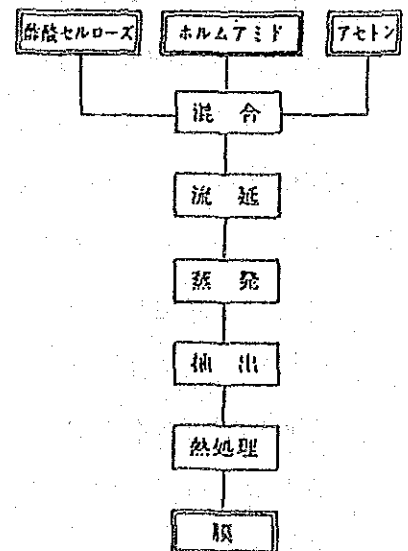 酢酸セルローズ
ホルムアミド
アセトン
混合
流延
蒸発
抽出
熱処理
膜